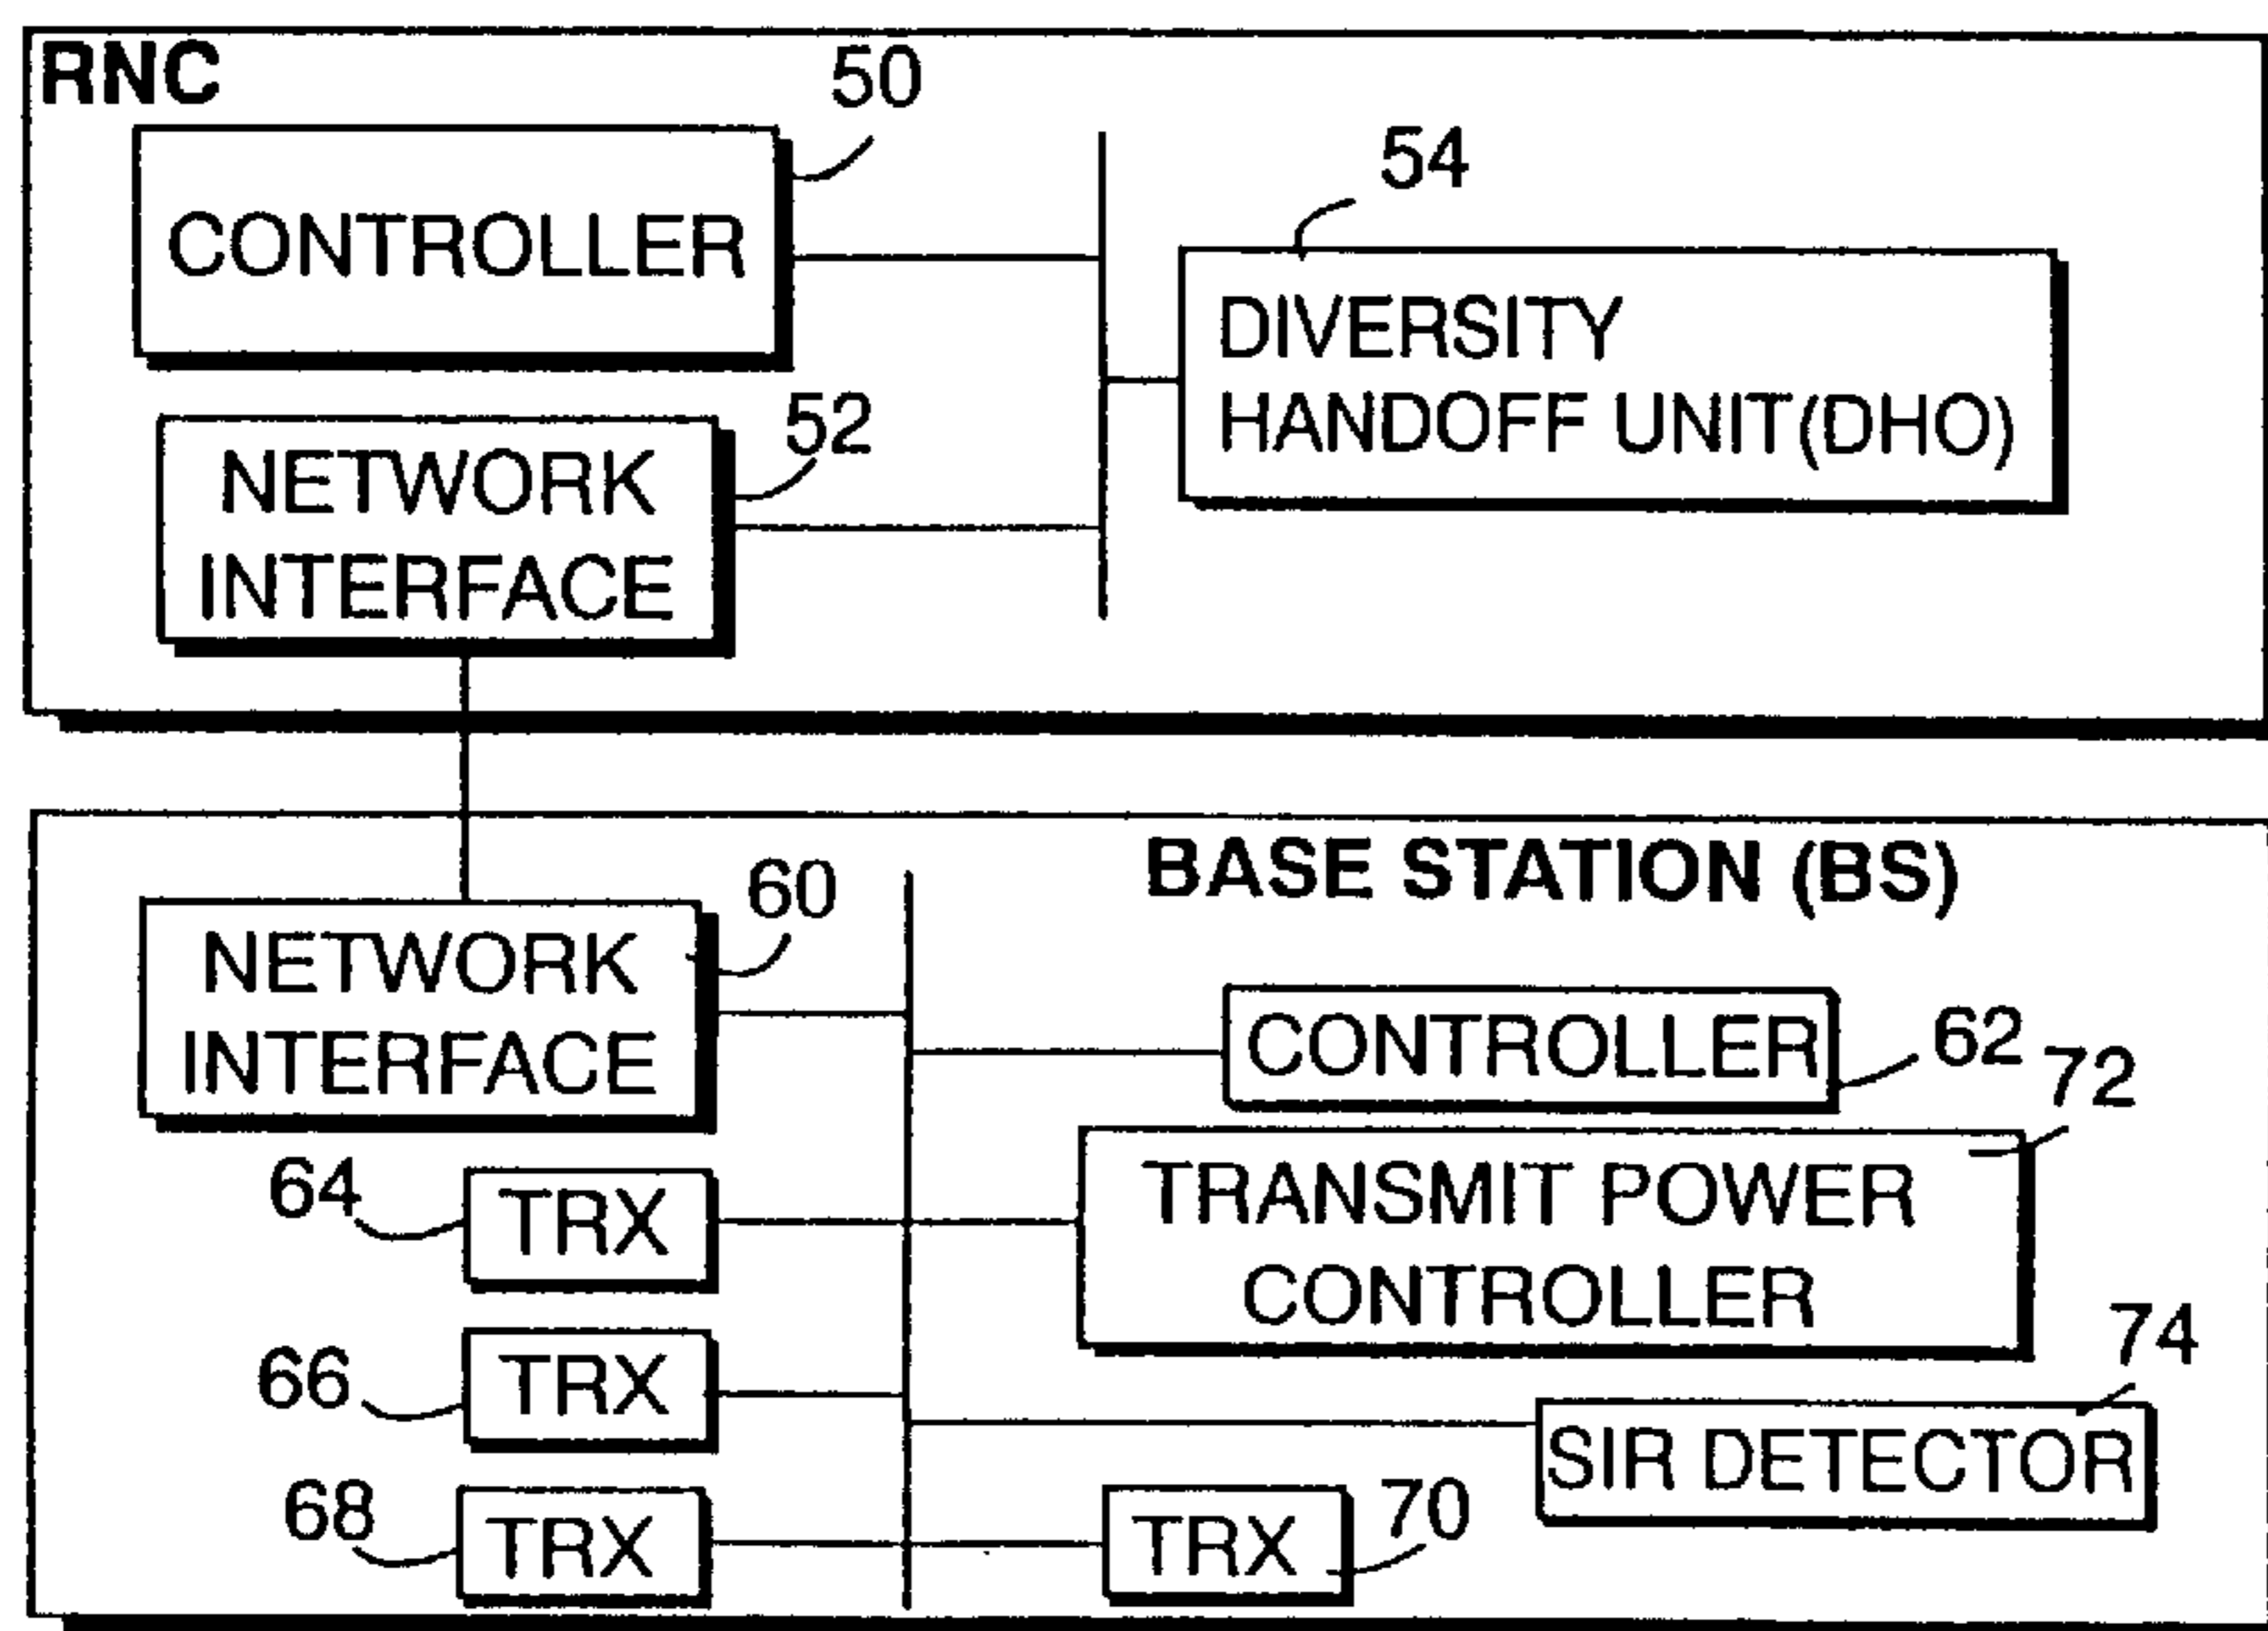 RNC
50
CONTROLLER
54
DIVERSITY
HANDOFF UNIT(DHO)
52
NETWORK
INTERFACE
BASE STATION (BS)
60
NETWORK
INTERFACE
CONTROLLER
62
72
64
TRX
TRANSMIT POWER
CONTROLLER
66
TRX
74
SIR DETECTOR
68
TRX
TRX
70